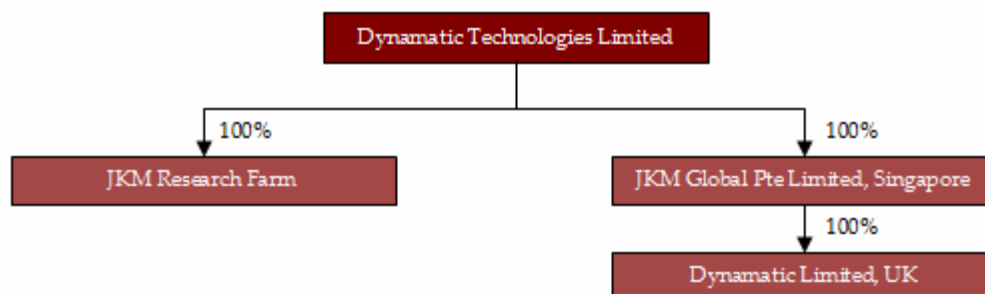 Dynamatic Technologies Limited
100%
100%
JKM Research Farm
JKM Global Pte Limited, Singapore
100%
Dynamatic Limited, UK